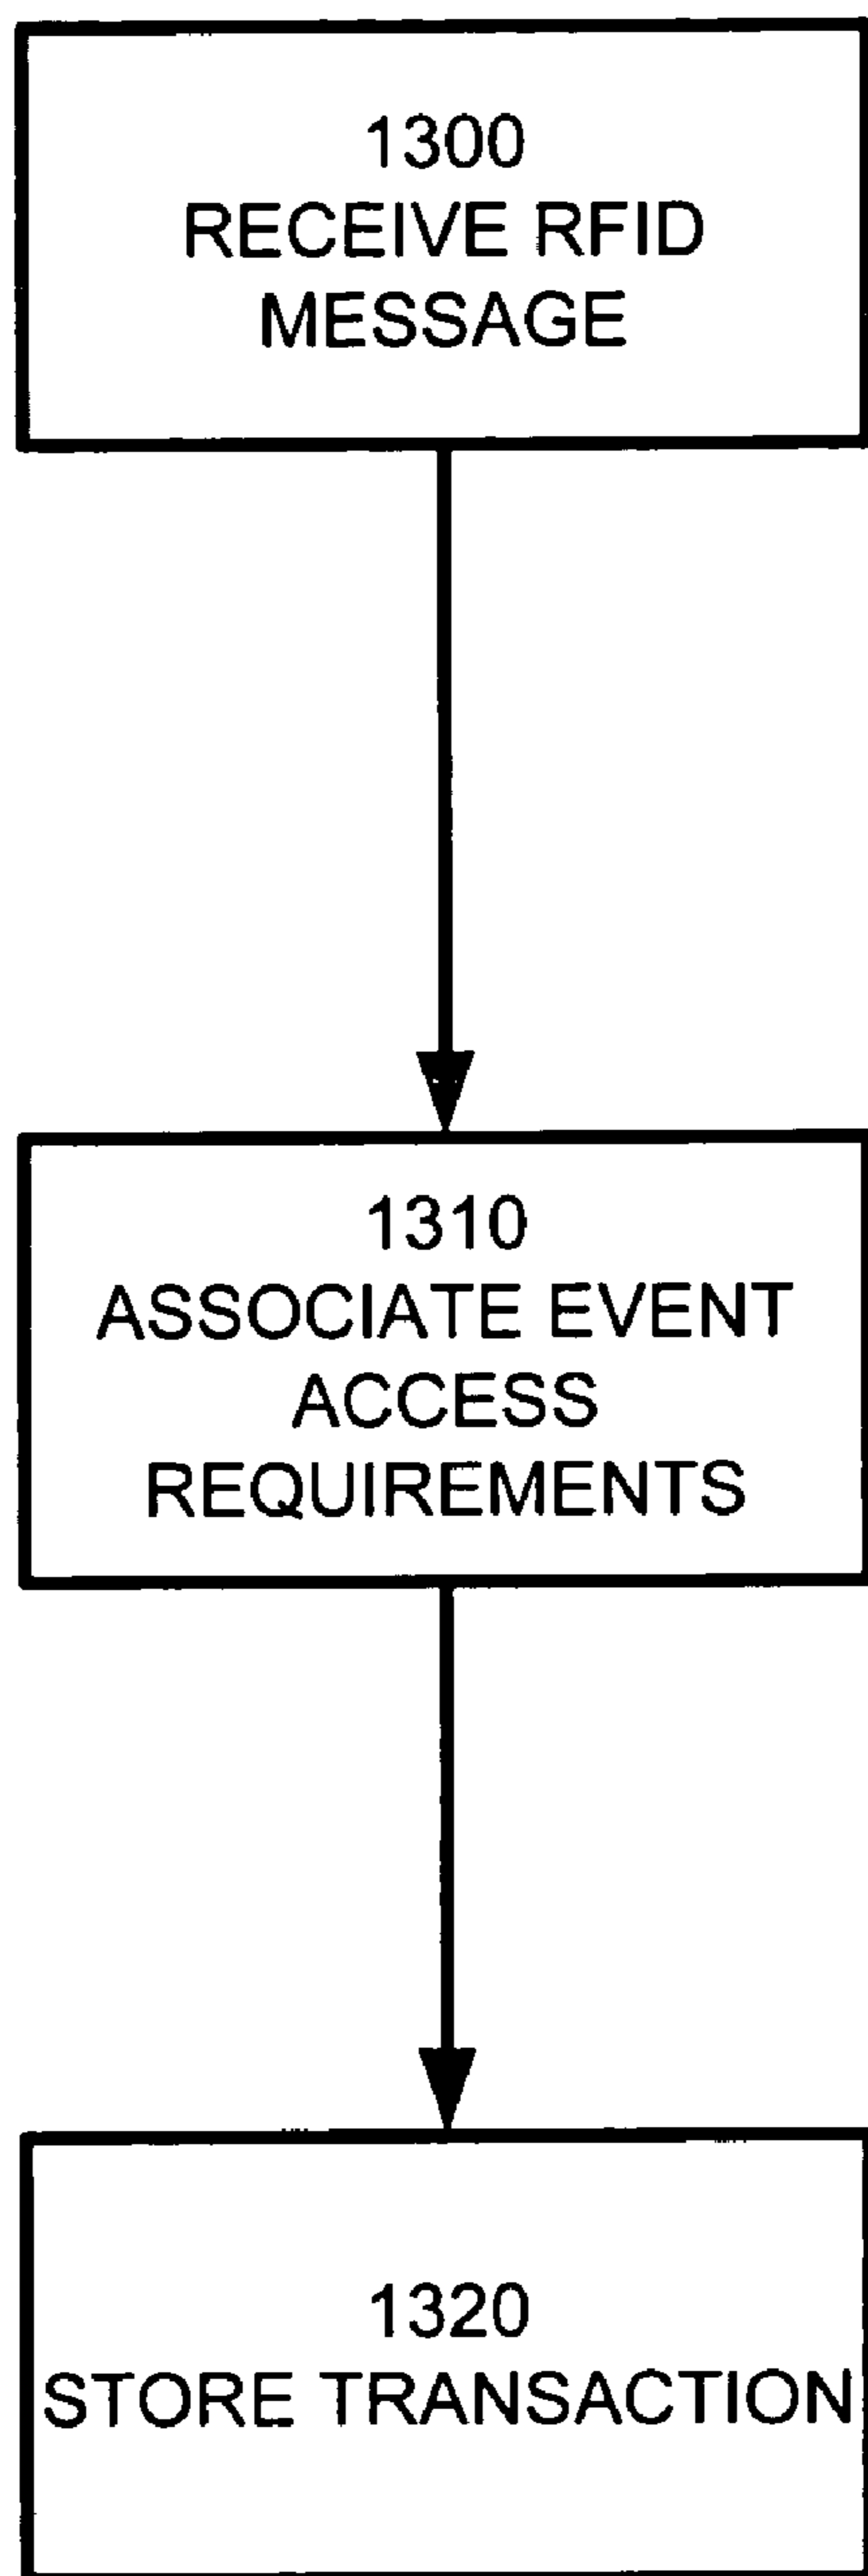 1300
RECEIVE RFID
MESSAGE
1310
ASSOCIATE EVENT
ACCESS
REQUIREMENTS
1320
STORE TRANSACTION